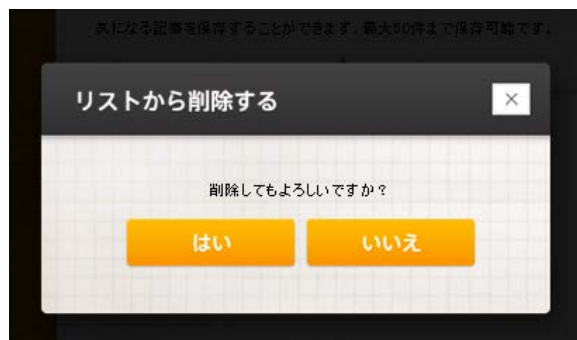 気になる記事を保存することができます。最大50件まで保存可能です。
リストから削除する
×
削除してもよろしいですか？
はい
いいえ